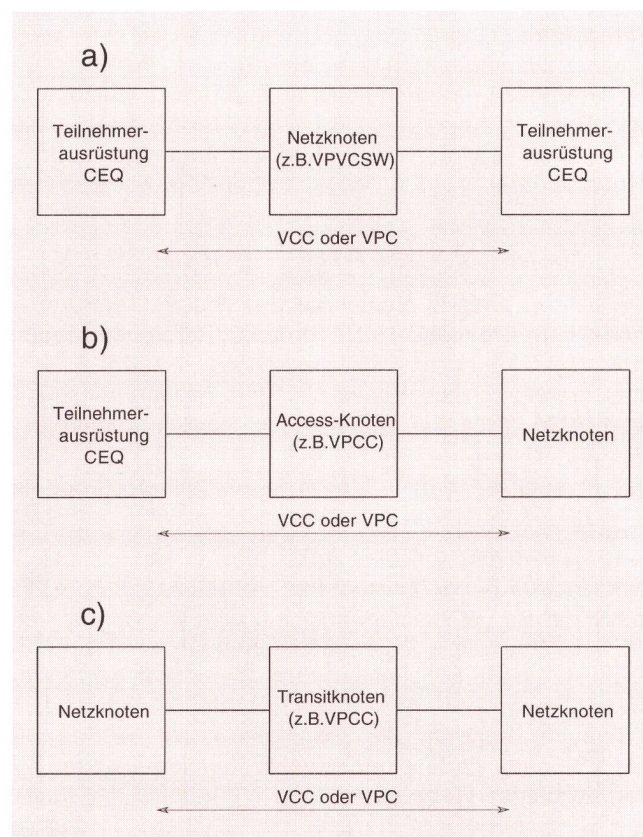 a)
Teilnehmer-
ausrüstung
CEQ
Netzknoten
(z.B.VPVCSW)
Teilnehmer-
ausrüstung
CEQ
VCC oder VPC
b)
Teilnehmer-
ausrüstung
CEQ
Access-Knoten
(z.B.VPCC)
Netzknoten
VCC oder VPC
c)
Netzknoten
Transitknoten
(z.B.VPCC)
Netzknoten
VCC oder VPC